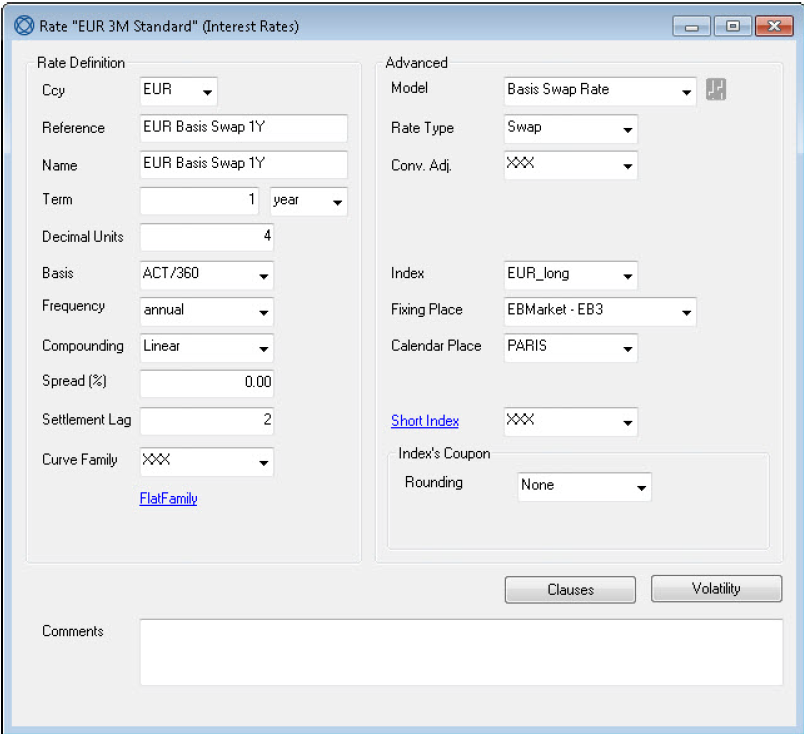 Rate "EUR 3M Standard" (Interest Rates)
Rate Definition
Ccy EUR
Reference EUR Basis Swap 1Y
Name EUR Basis Swap 1Y
Term 1 year
Decimal Units 4
Basis ACT/360
Frequency annual
Compounding Linear
Spread (%) 0.00
Settlement Lag 2
Curve Family XXX
FlatFamily
Advanced
Model Basis Swap Rate
Rate Type Swap
Conv. Adj. XXX
Index EUR_long
Fixing Place EBMarket - EB3
Calendar Place PARIS
Short Index XXX
Index's Coupon
Rounding None
Clauses Volatility
Comments